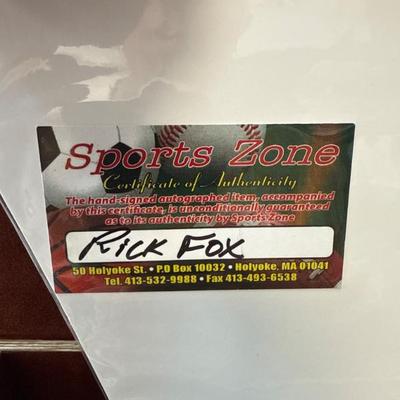 Sports Zone
Certificate of Authenticity
The hand-signed autographed item, accompanied
by this certificate, is unconditionally guaranteed
as to its authenticity by Sports Zone
RICK FOX
50 Holyoke St. • P.O Box 10032 • Holyoke, MA 01041
Tel. 413-532-9988 • Fax 413-493-6538